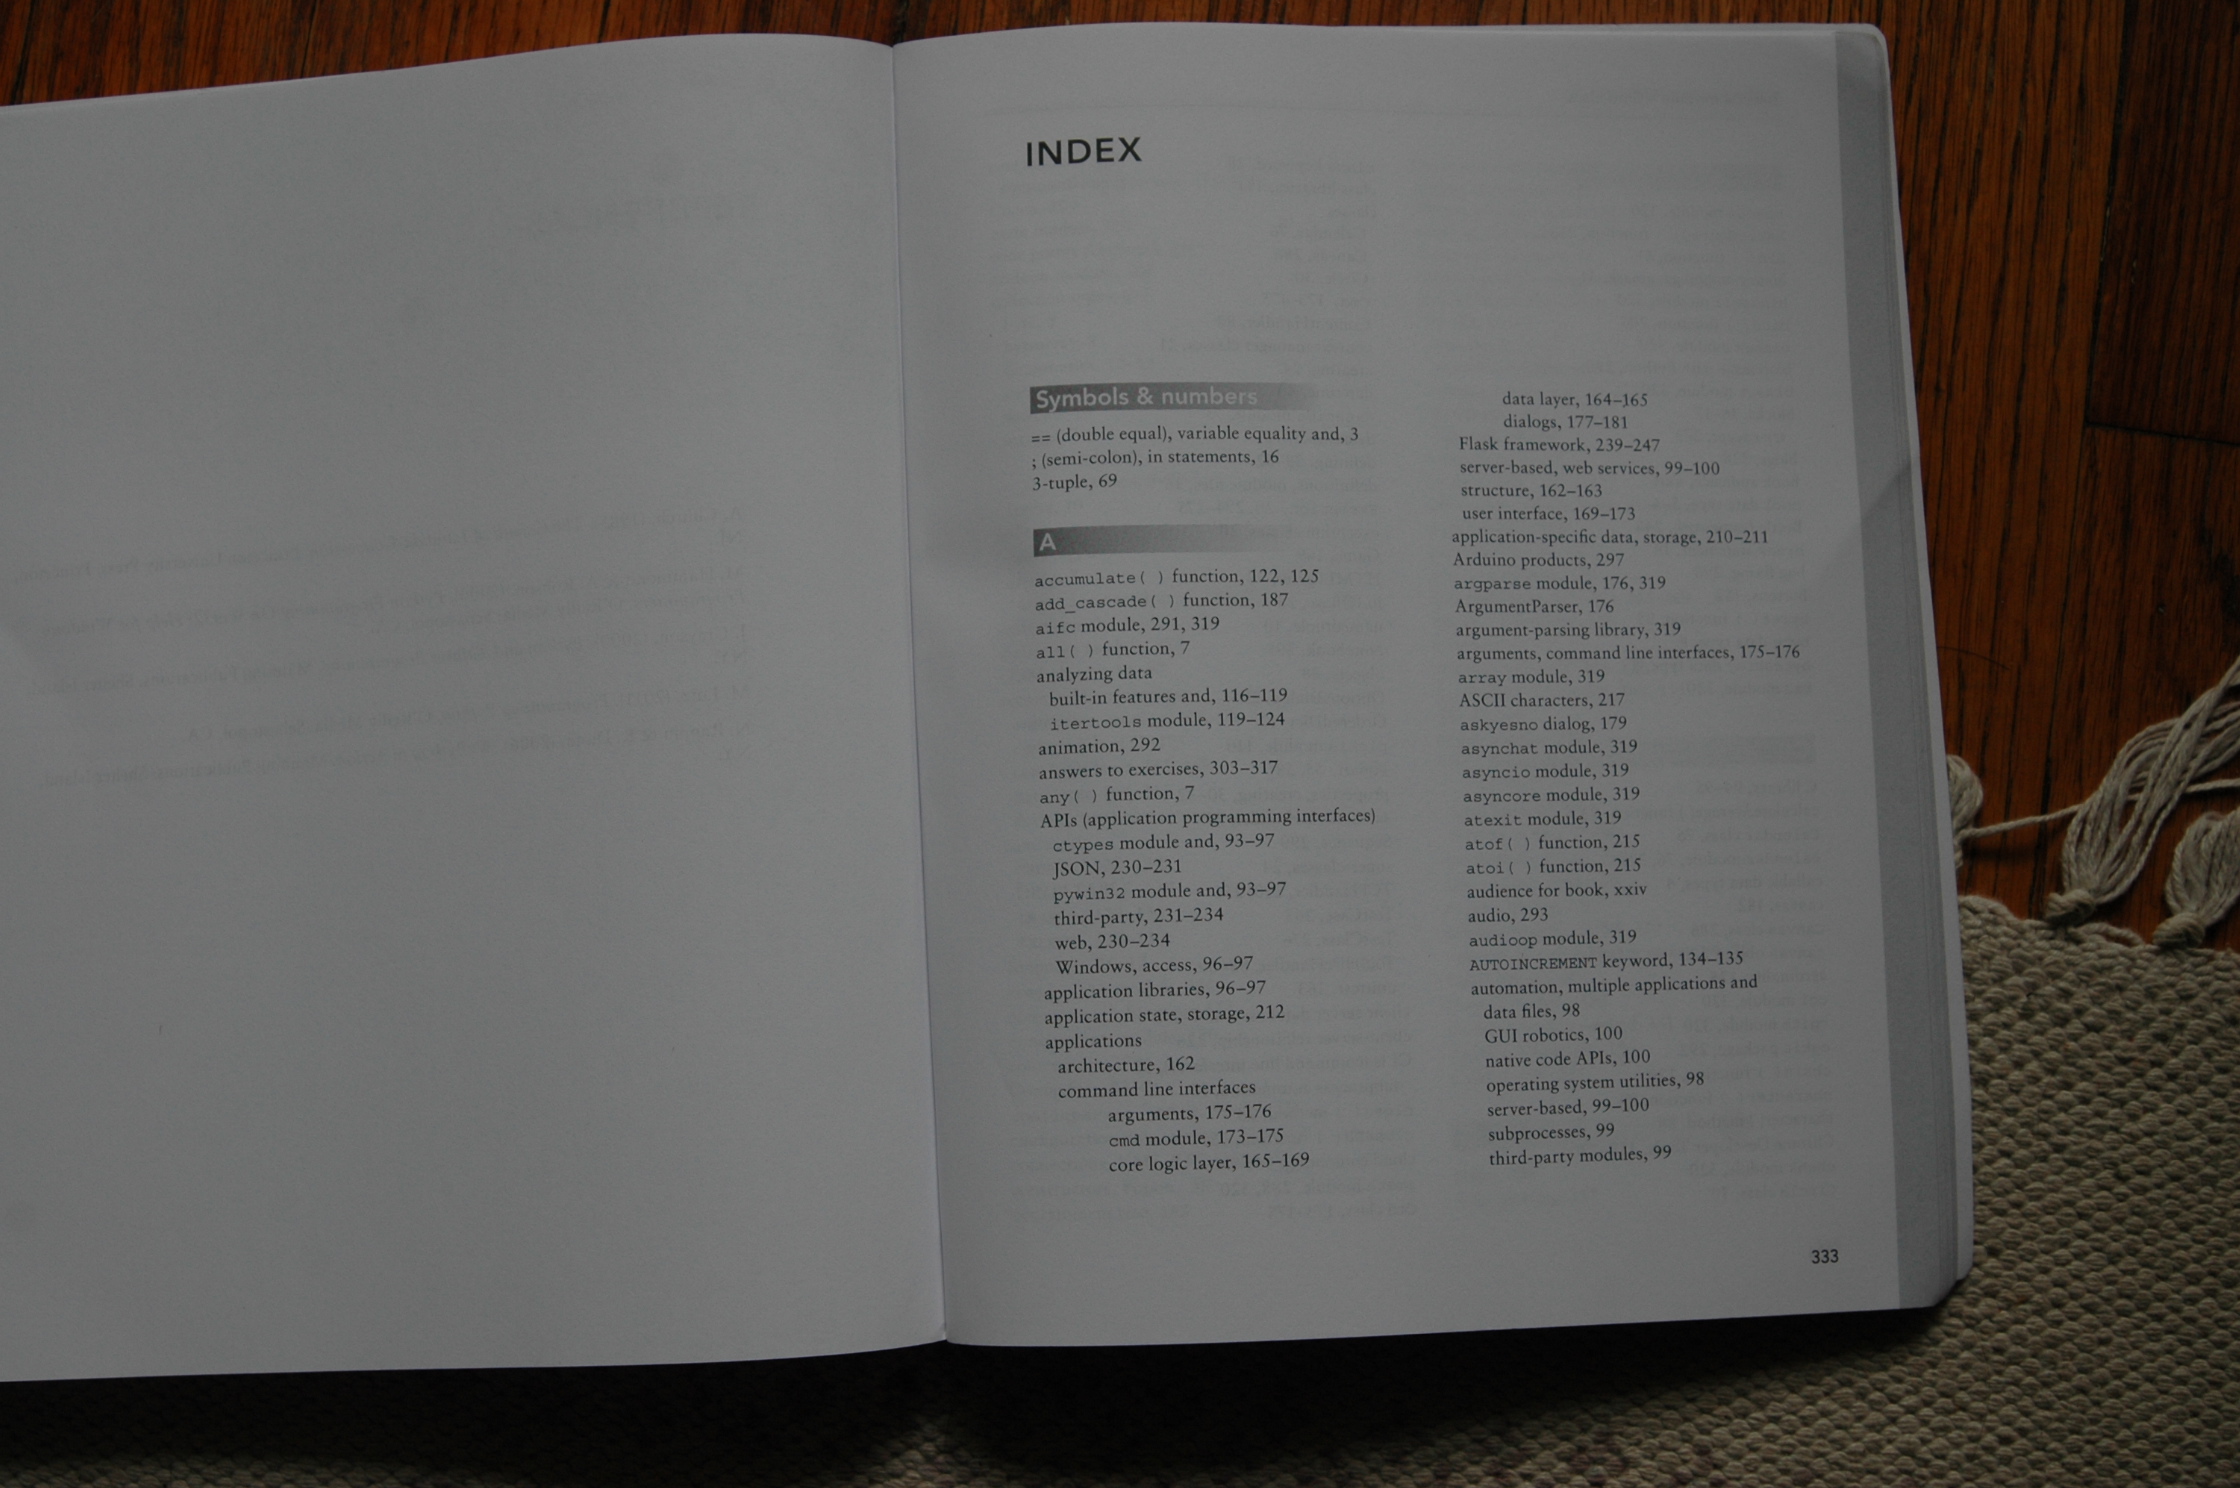 INDEX
Symbols & numbers
== (double equal), variable equality and, 3
; (semi-colon), in statements, 16
3-tuple, 69
A
accumulate( ) function, 122, 125
add_cascade( ) function, 187
aifc module, 291, 319
all( ) function, 7
analyzing data
built-in features and, 116–119
itertools module, 119–124
animation, 292
answers to exercises, 303–317
any( ) function, 7
APIs (application programming interfaces)
ctypes module and, 93–97
JSON, 230–231
pywin32 module and, 93–97
third-party, 231–234
web, 230–234
Windows, access, 96–97
application libraries, 96–97
application state, storage, 212
applications
architecture, 162
command line interfaces
arguments, 175–176
cmd module, 173–175
core logic layer, 165–169
data layer, 164–165
dialogs, 177–181
Flask framework, 239–247
server-based, web services, 99–100
structure, 162–163
user interface, 169–173
application-specific data, storage, 210–211
Arduino products, 297
argparse module, 176, 319
ArgumentParser, 176
argument-parsing library, 319
arguments, command line interfaces, 175–176
array module, 319
ASCII characters, 217
askyesno dialog, 179
asynchat module, 319
asyncio module, 319
asyncore module, 319
atexit module, 319
atof( ) function, 215
atoi( ) function, 215
audience for book, xxiv
audio, 293
audioop module, 319
AUTOINCREMENT keyword, 134–135
automation, multiple applications and
data files, 98
GUI robotics, 100
native code APIs, 100
operating system utilities, 98
server-based, 99–100
subprocesses, 99
third-party modules, 99
333